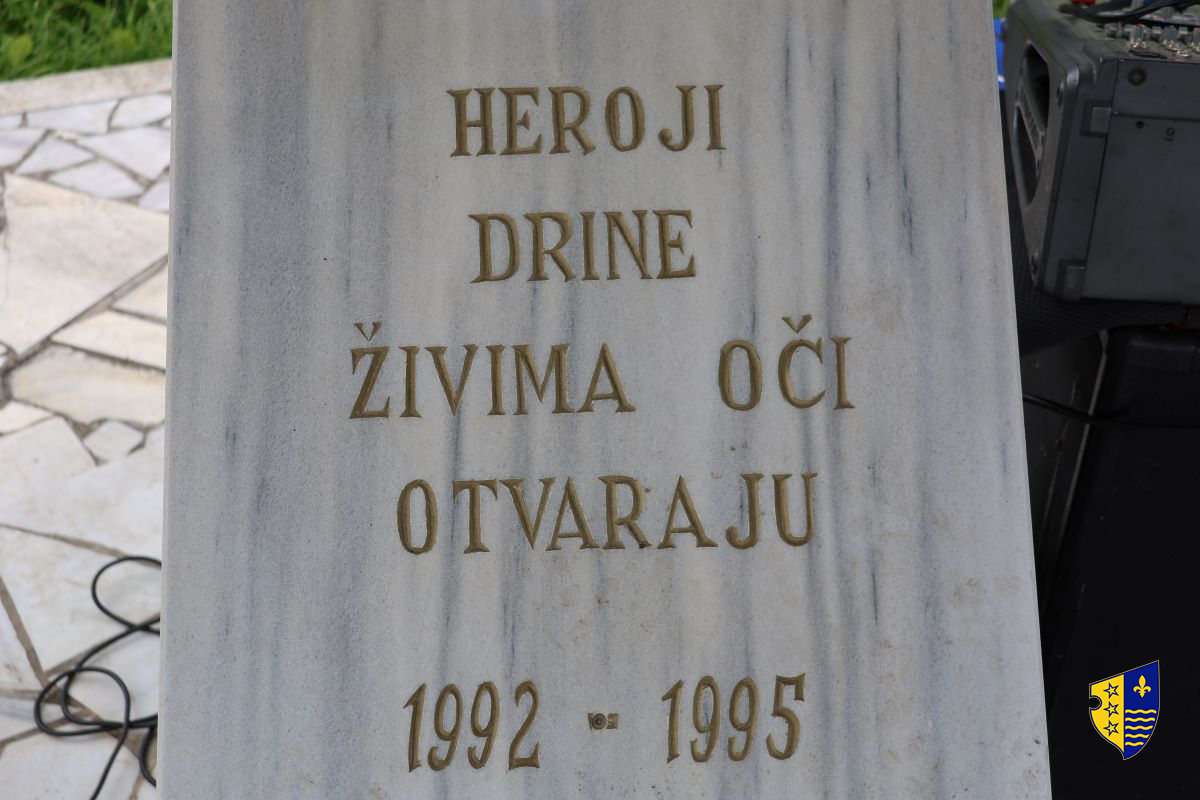 HEROJI
DRINE
ŽIVIMA OČI
OTVARAJU
1992 - 1995